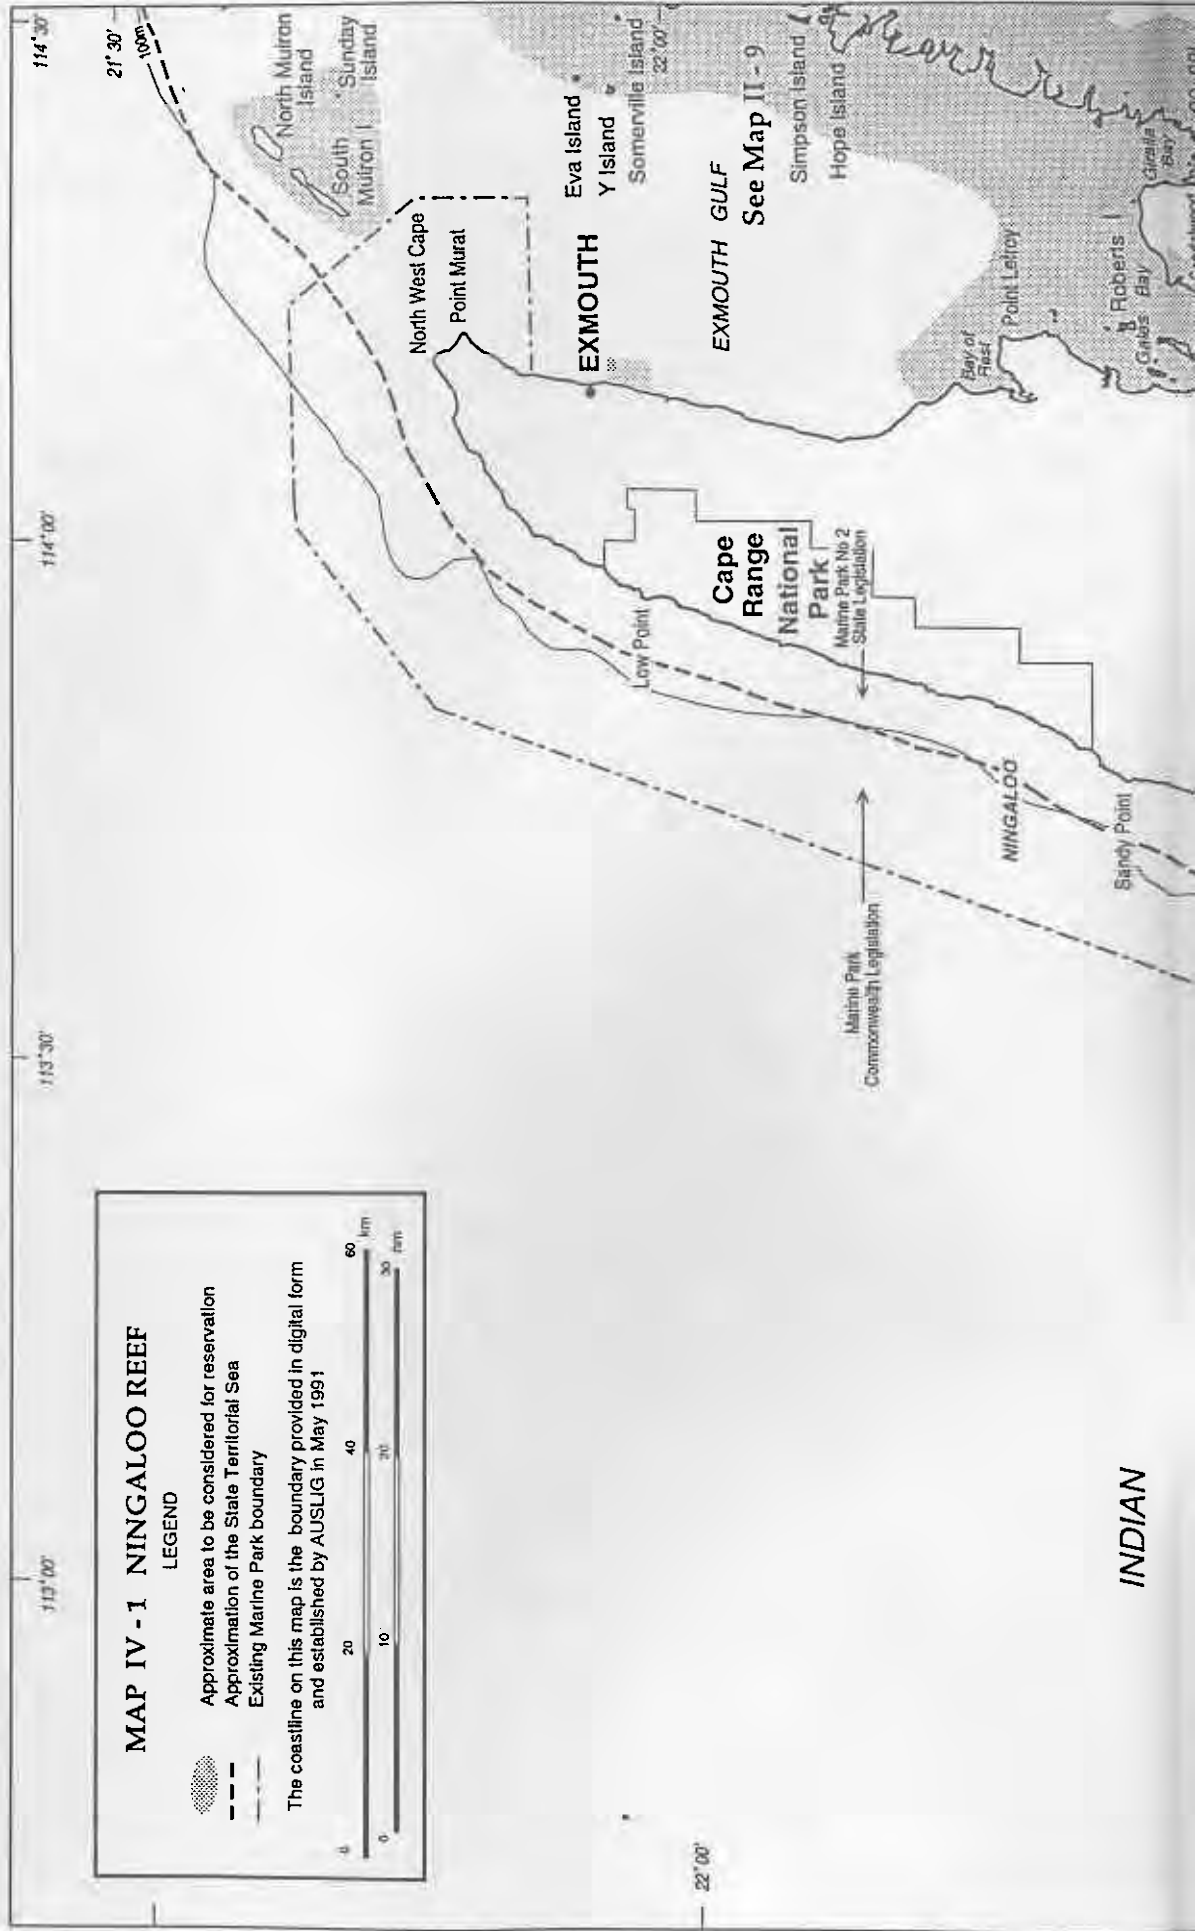 MAP IV - 1 NINGALOO REEF
LEGEND
Approximate area to be considered for reservation
Approximation of the State Territorial Sea
Existing Marine Park boundary
The coastline on this map is the boundary provided in digital form
and established by AUSLIG in May 1991
0
20
40
60
km
0
10
20
30
nm
113°00'
113°30'
114°00'
114°30'
21°30'
100m
North Muiron
Island
Sunday
Island
South
Muiron I
North West Cape
Point Murat
EXMOUTH
Eva Island
Y Island
Somerville Island
22°00'
EXMOUTH GULF
See Map II - 9
Simpson Island
Hope Island
Low Point
Cape
Range
National
Park
Marine Park No 2
State Legislation
Marine Park
Commonwealth Legislation
NINGALOO
Sandy Point
Bay of
Rest
Point Lefroy
Roberts I
Gales Bay
Giralia
Bay
22°00'
INDIAN